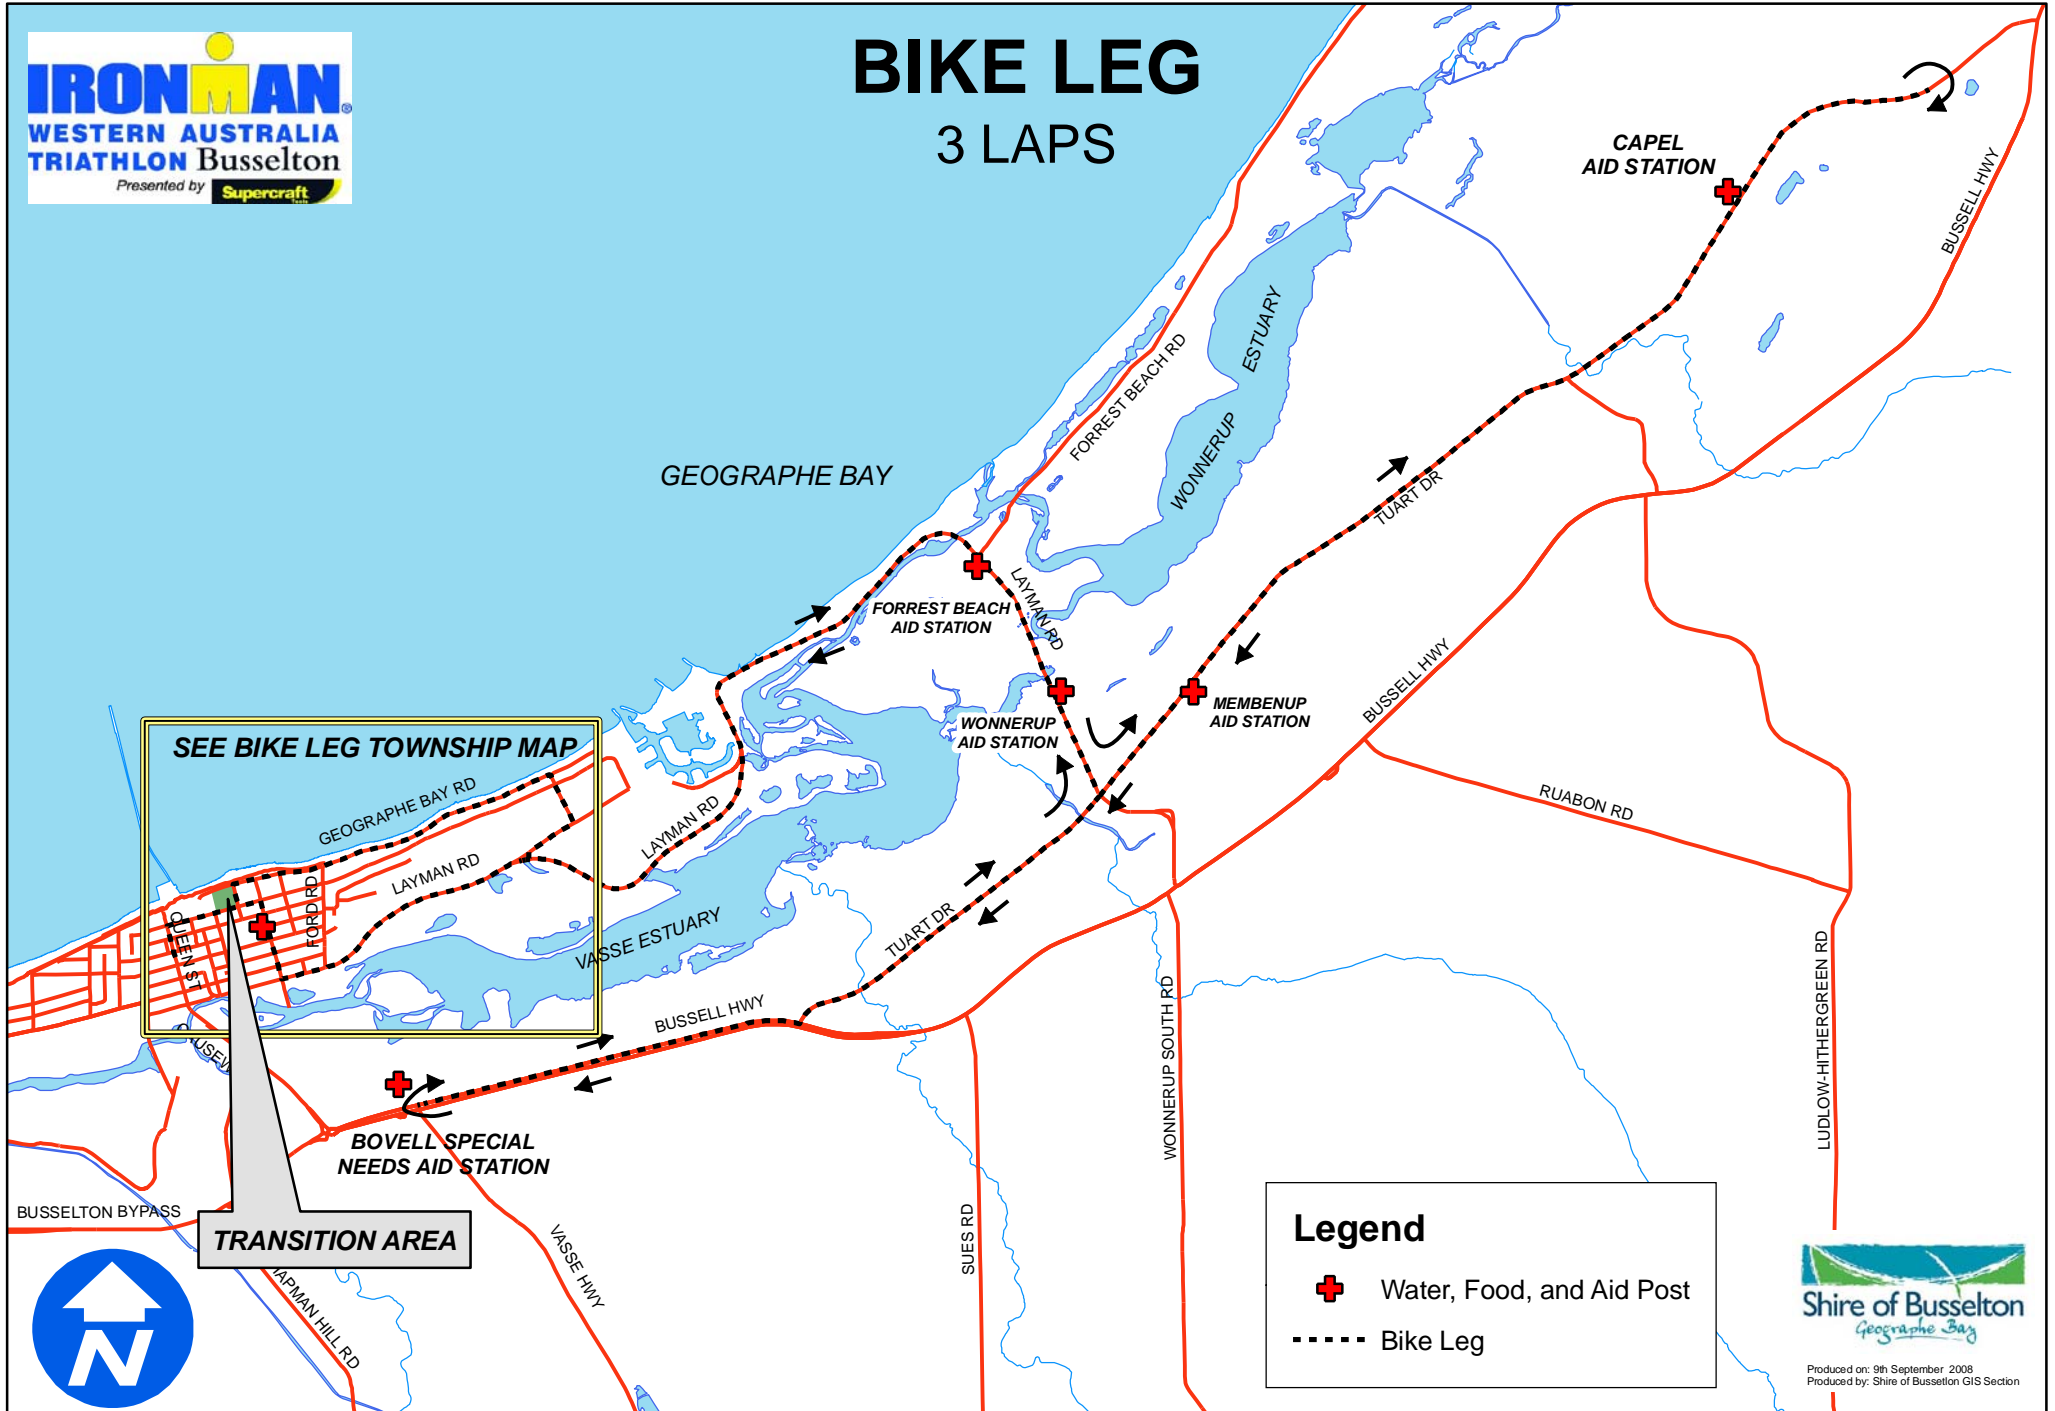 IRONMAN®
WESTERN AUSTRALIA
TRIATHLON Busselton
Presented by Supercraft
Tools
BIKE LEG
3 LAPS
CAPEL
AID STATION
BUSSELL HWY
ESTUARY
WONNERUP
FORREST BEACH RD
GEOGRAPHE BAY
TUART DR
LAYMAN RD
FORREST BEACH
AID STATION
BUSSELL HWY
MEMBENUP
AID STATION
WONNERUP
AID STATION
SEE BIKE LEG TOWNSHIP MAP
GEOGRAPHE BAY RD
LAYMAN RD
LAYMAN RD
RUABON RD
FORD RD
QUEEN ST
VASSE ESTUARY
TUART DR
BUSSELL HWY
WONNERUP SOUTH RD
LUDLOW-HITHERGREEN RD
BOVELL SPECIAL
NEEDS AID STATION
BUSSELTON BYPASS
TRANSITION AREA
VASSE HWY
SUES RD
HAPMAN HILL RD
N
Legend
Water, Food, and Aid Post
Bike Leg
Shire of Busselton
Geographe Bay
Produced on: 9th September 2008
Produced by: Shire of Busselton GIS Section